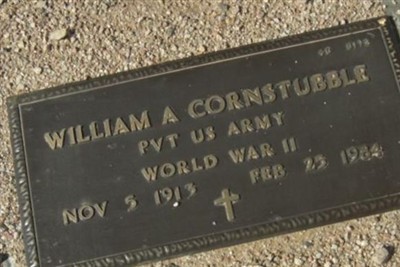 WILLIAM A CORNSTUBBLE
PVT US ARMY
WORLD WAR II
NOV 5 1913 FEB 23 1984